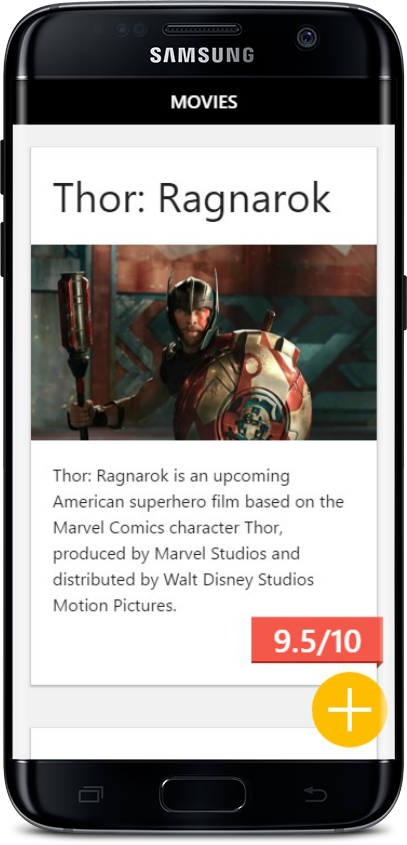 SAMSUNG
MOVIES
Thor: Ragnarok
Thor: Ragnarok is an upcoming
American superhero film based on the
Marvel Comics character Thor,
produced by Marvel Studios and
distributed by Walt Disney Studios
Motion Pictures.
9.5/10